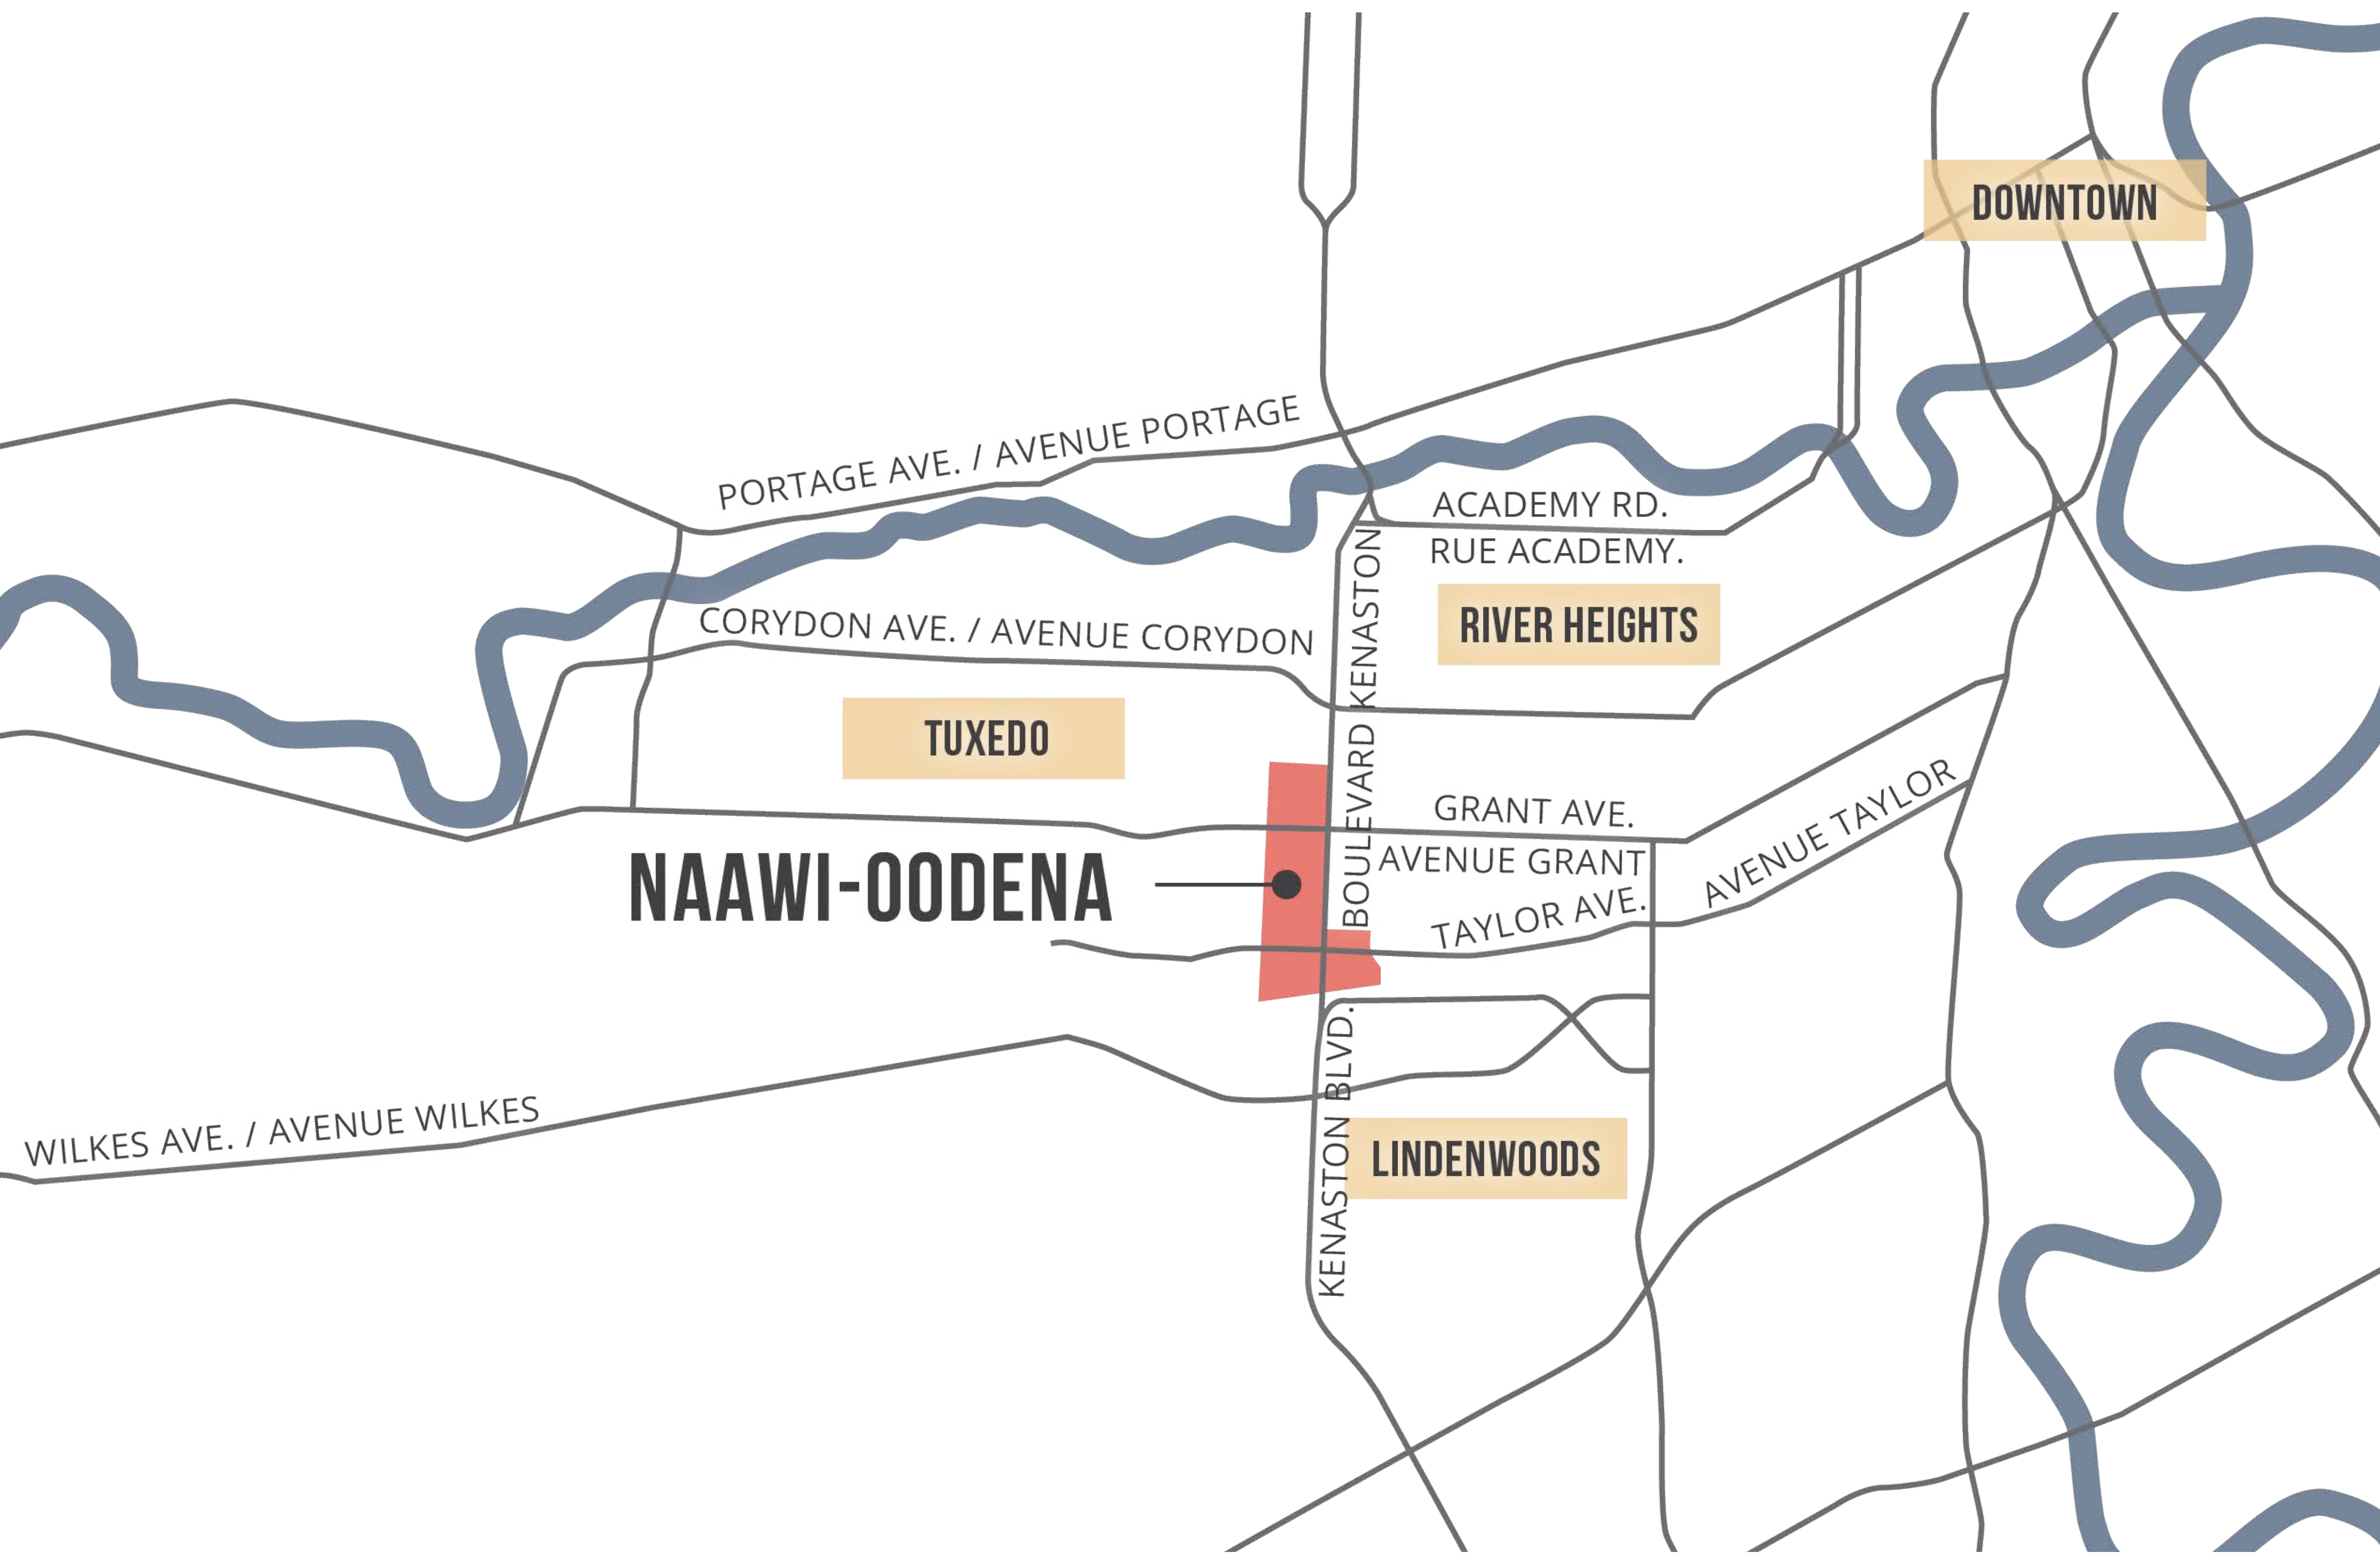 DOWNTOWN
PORTAGE AVE. / AVENUE PORTAGE
ACADEMY RD.
RUE ACADEMY.
RIVER HEIGHTS
CORYDON AVE. / AVENUE CORYDON
TUXEDO
BOULEVARD KENASTON
GRANT AVE.
AVENUE GRANT
NAAWI-OODENA
TAYLOR AVE.
AVENUE TAYLOR
KENASTON BLVD.
WILKES AVE. / AVENUE WILKES
LINDENWOODS